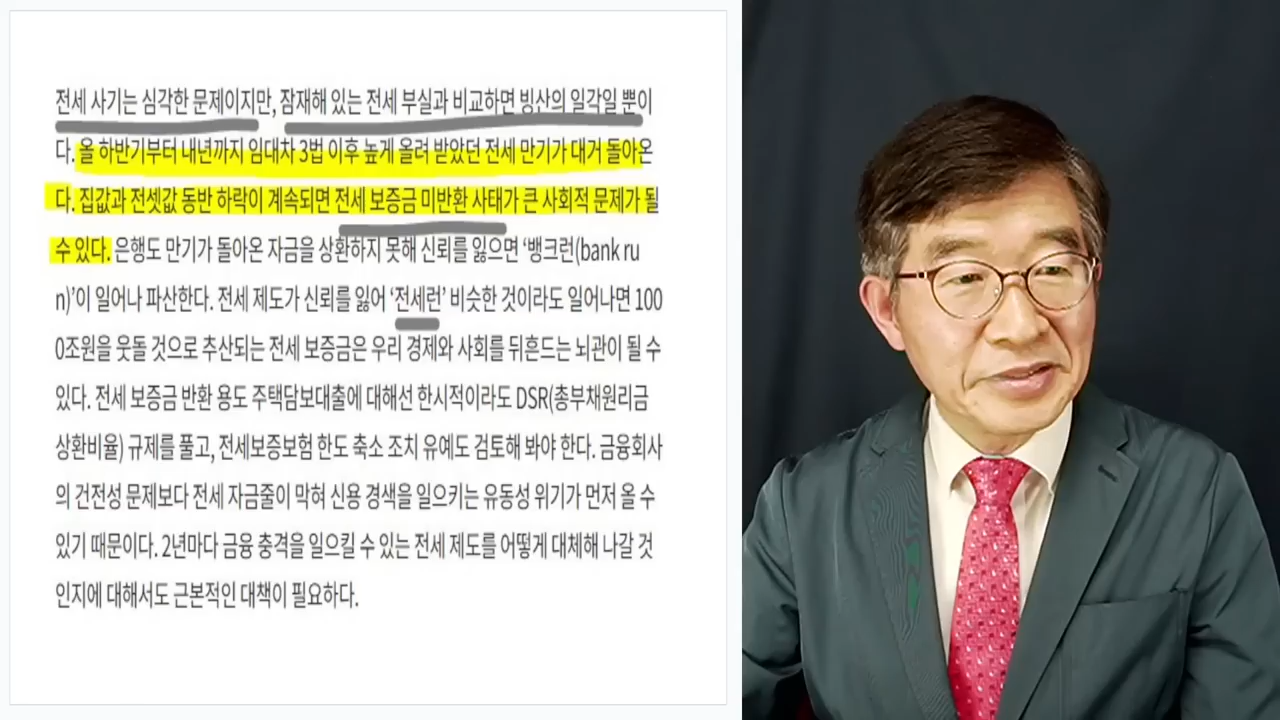 전세 사기는 심각한 문제이지만, 잠재해 있는 전세 부실과 비교하면 빙산의 일각일 뿐이
다. 올 하반기부터 내년까지 임대차 3법 이후 높게 올려 받았던 전세 만기가 대거 돌아온
다. 집값과 전셋값 동반 하락이 계속되면 전세 보증금 미반환 사태가 큰 사회적 문제가 될
수 있다. 은행도 만기가 돌아온 자금을 상환하지 못해 신뢰를 잃으면 ‘뱅크런(bank ru
n)’이 일어나 파산한다. 전세 제도가 신뢰를 잃어 ‘전세런’ 비슷한 것이라도 일어나면 100
0조원을 웃돌 것으로 추산되는 전세 보증금은 우리 경제와 사회를 뒤흔드는 뇌관이 될 수
있다. 전세 보증금 반환 용도 주택담보대출에 대해선 한시적이라도 DSR(총부채원리금
상환비율) 규제를 풀고, 전세보증보험 한도 축소 조치 유예도 검토해 봐야 한다. 금융회사
의 건전성 문제보다 전세 자금줄이 막혀 신용 경색을 일으키는 유동성 위기가 먼저 올 수
있기 때문이다. 2년마다 금융 충격을 일으킬 수 있는 전세 제도를 어떻게 대체해 나갈 것
인지에 대해서도 근본적인 대책이 필요하다.